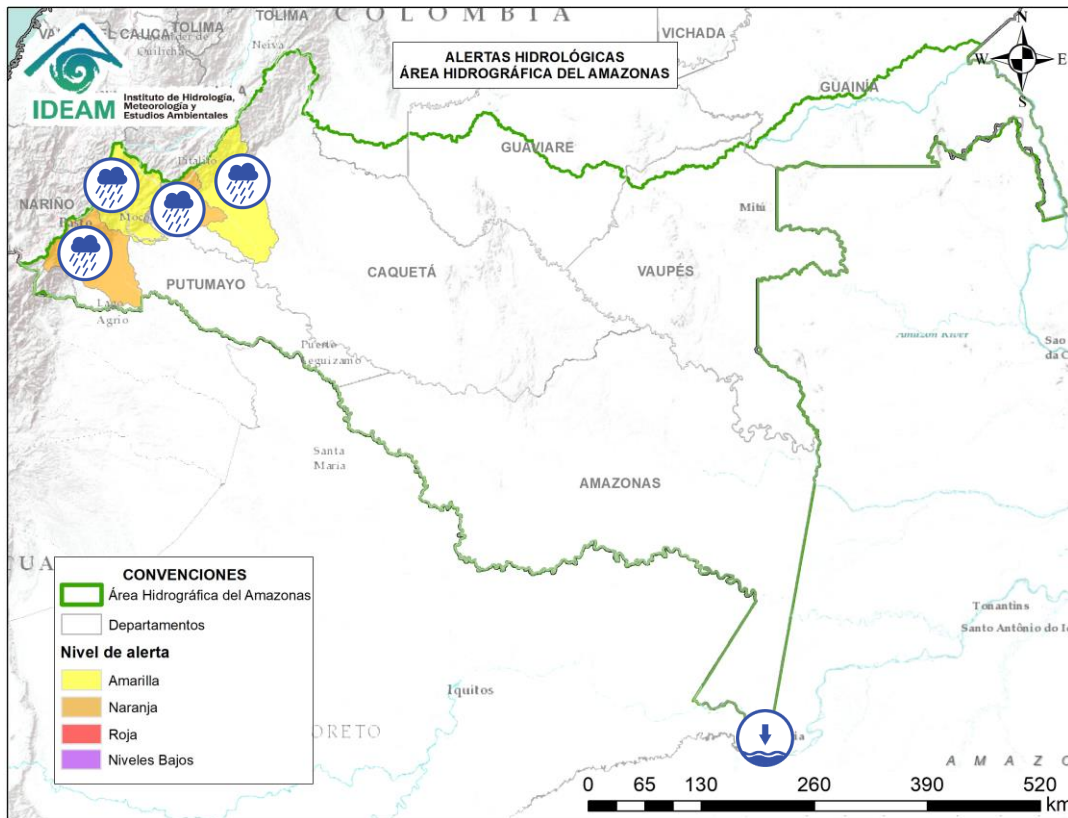 COLOMBIA
TOLIMA
CAUCA
TOLIMA
Neiva
VICHADA
N
W
E
S
ALERTAS HIDROLÓGICAS
ÁREA HIDROGRÁFICA DEL AMAZONAS
IDEAM
Instituto de Hidrología,
Meteorología y
Estudios Ambientales
GUAINÍA
GUAVIARE
NARIÑO
Mitú
CAQUETÁ
VAUPÉS
PUTUMAYO
Lago
Agrio
Amazon River
Sao
Puerto
Santa
Maria
AMAZONAS
CONVENCIONES
Área Hidrográfica del Amazonas
Departamentos
Nivel de alerta
Amarilla
Naranja
Roja
Niveles Bajos
Tonantins
Santo Antônio do
Iquitos
AMAZO
0 65 130 260 390 520
km